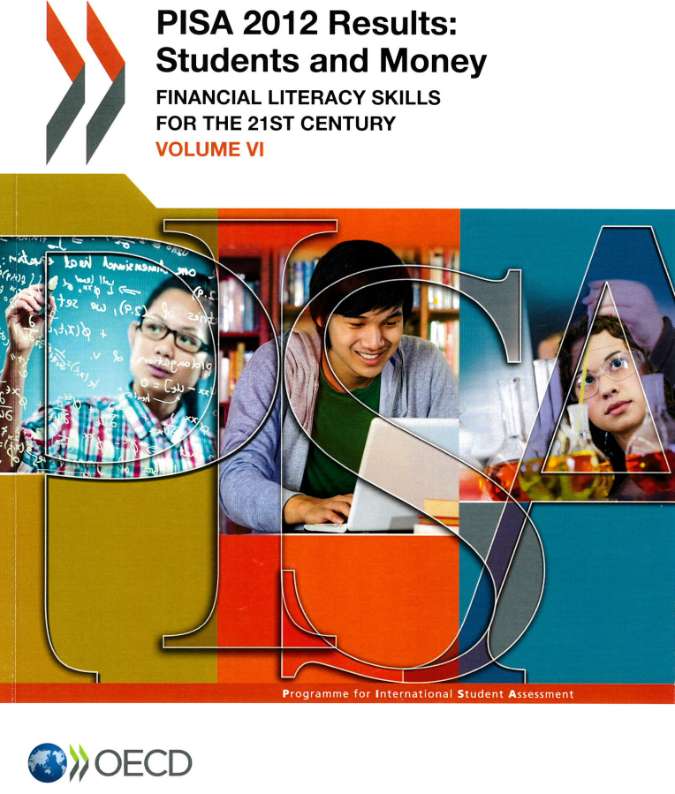 PISA 2012 Results:
Students and Money
FINANCIAL LITERACY SKILLS
FOR THE 21ST CENTURY
VOLUME VI
PISA
Programme for International Student Assessment
OECD